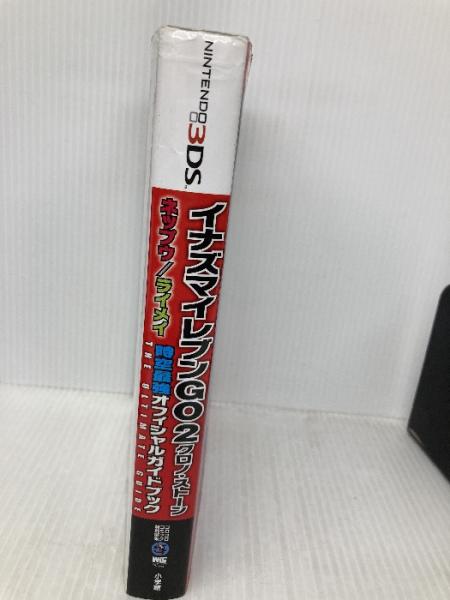 NINTENDO
3DS™
イナズマイレブンGO2クロノ・ストーン
ネップウ/ライメイ
時空最強オフィシャルガイドブック
THE ULTIMATE GUIDE
小学館